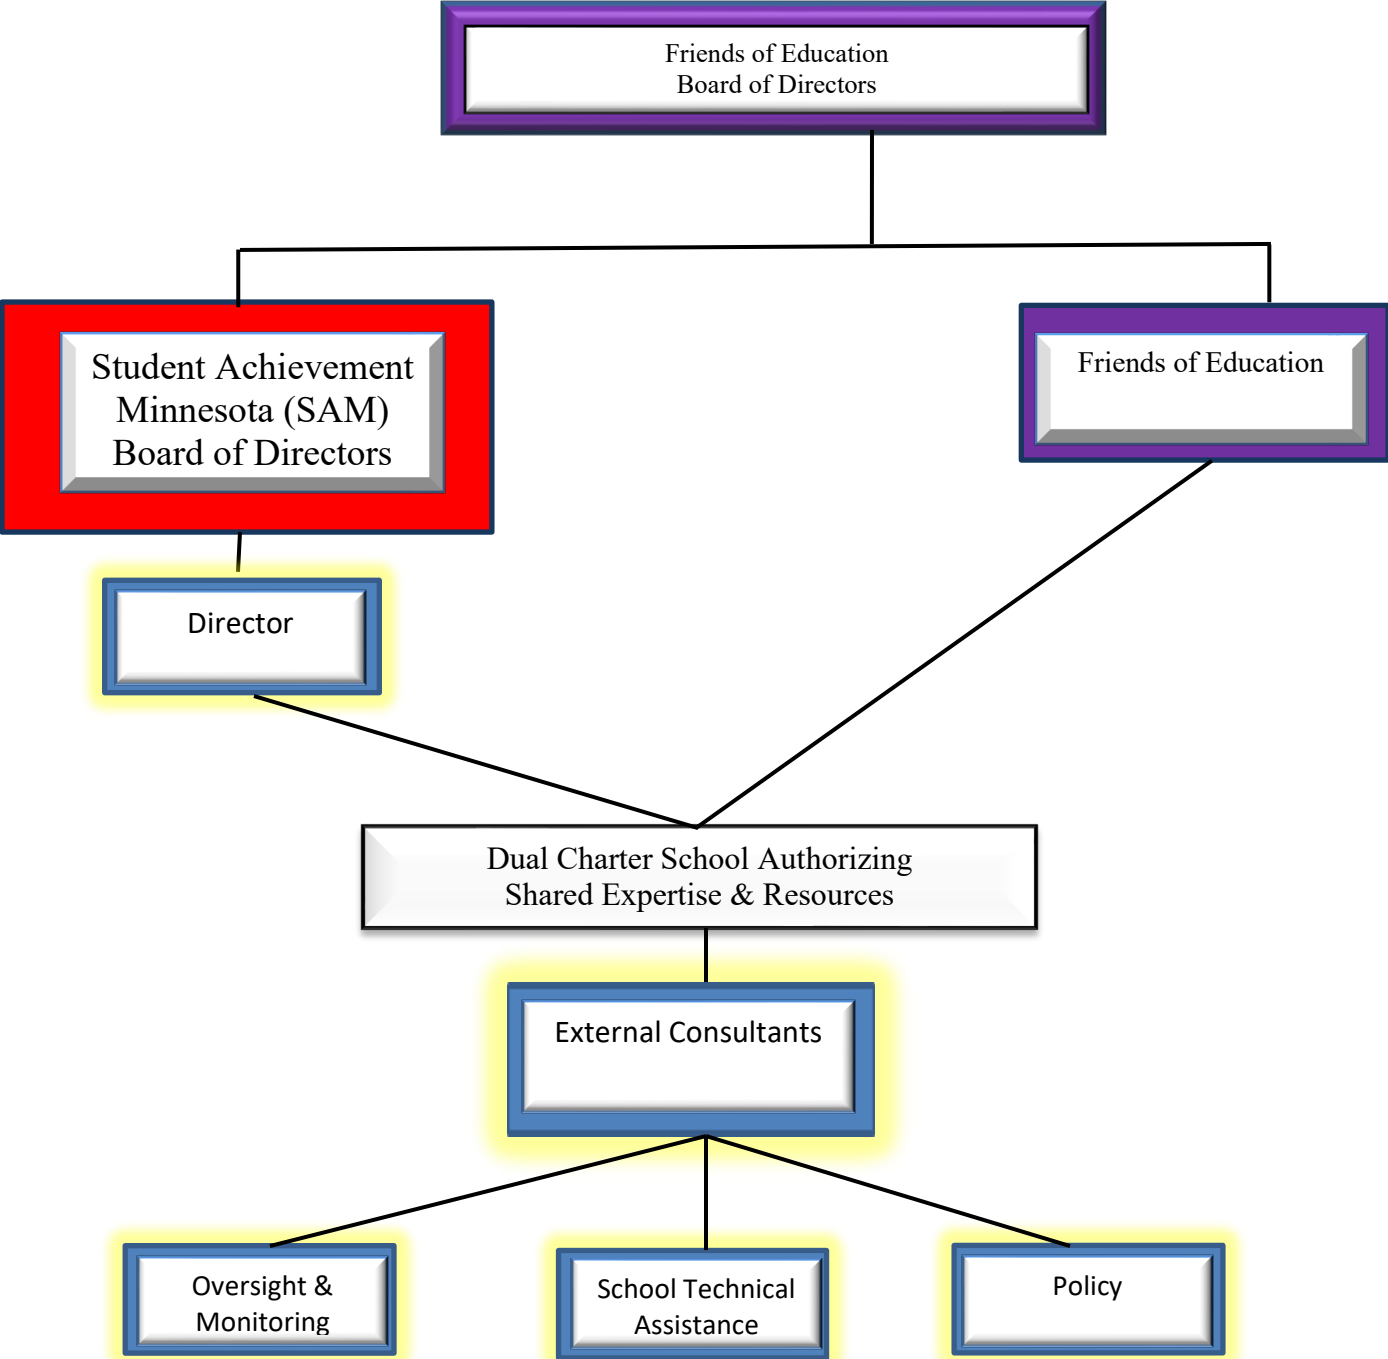 Friends of Education
Board of Directors
Student Achievement
Minnesota (SAM)
Board of Directors
Friends of Education
Director
Dual Charter School Authorizing
Shared Expertise & Resources
External Consultants
Oversight &
Monitoring
School Technical
Assistance
Policy